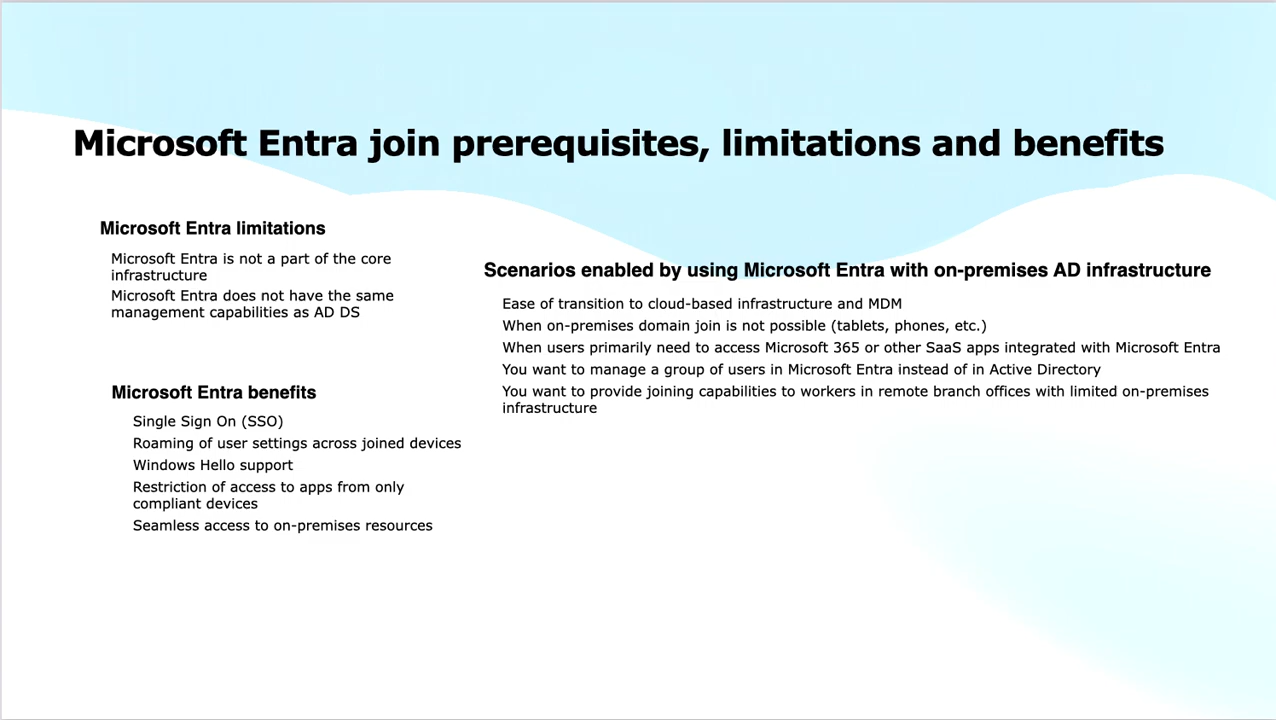 Microsoft Entra join prerequisites, limitations and benefits
Microsoft Entra limitations
Microsoft Entra is not a part of the core
infrastructure
Microsoft Entra does not have the same
management capabilities as AD DS
Microsoft Entra benefits
Single Sign On (SSO)
Roaming of user settings across joined devices
Windows Hello support
Restriction of access to apps from only
compliant devices
Seamless access to on-premises resources
Scenarios enabled by using Microsoft Entra with on-premises AD infrastructure
Ease of transition to cloud-based infrastructure and MDM
When on-premises domain join is not possible (tablets, phones, etc.)
When users primarily need to access Microsoft 365 or other SaaS apps integrated with Microsoft Entra
You want to manage a group of users in Microsoft Entra instead of in Active Directory
You want to provide joining capabilities to workers in remote branch offices with limited on-premises
infrastructure